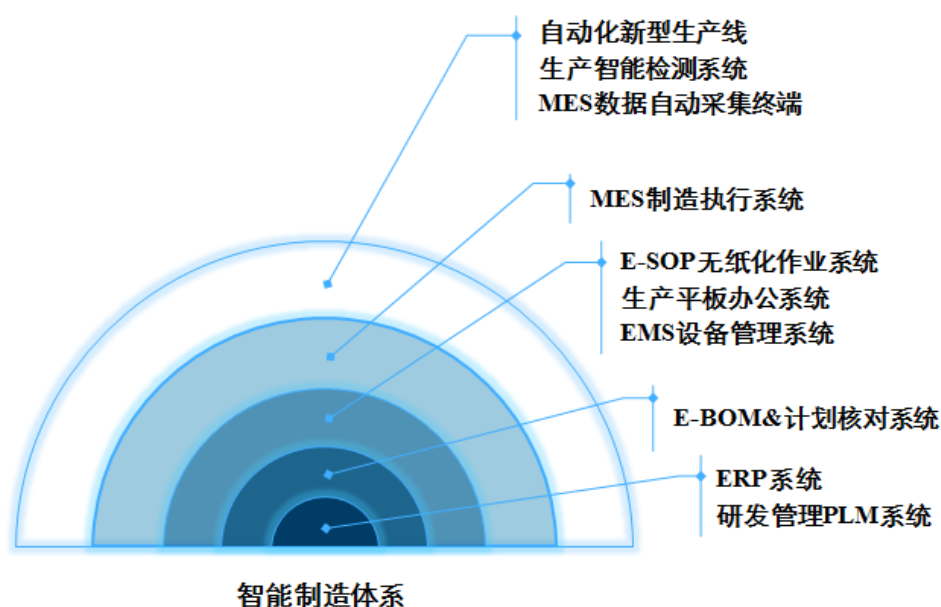 自动化新型生产线
生产智能检测系统
MES数据自动采集终端
MES制造执行系统
E-SOP无纸化作业系统
生产平板办公系统
EMS设备管理系统
E-BOM&计划核对系统
ERP系统
研发管理PLM系统
智能制造体系